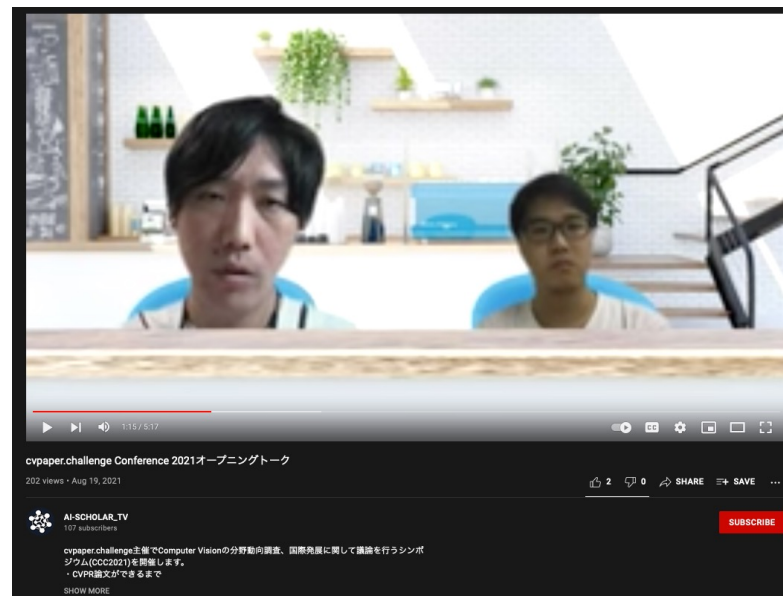 1:15 / 5:17
CC
cvpaper.challenge Conference 2021オープニングトーク
202 views • Aug 19, 2021
2
0
SHARE
SAVE
AI-SCHOLAR_TV
107 subscribers
SUBSCRIBE
cvpaper.challenge主催でComputer Visionの分野動向調査、国際発展に関して議論を行うシンポ
ジウム(CCC2021)を開催します。
・CVPR論文ができるまで
SHOW MORE